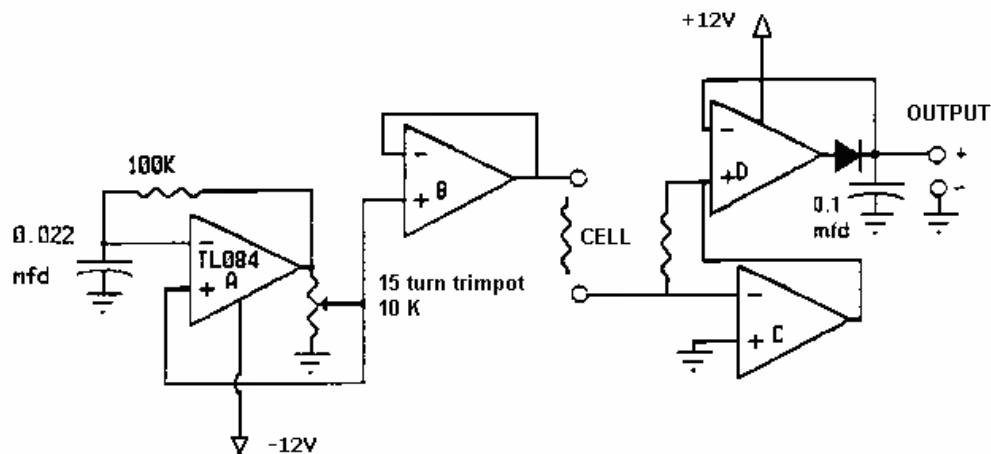 +12V
OUTPUT
-
+
D
+
-
0.1
mfd
100K
-
+
B
0.022
mfd
-
TL084
A
+
CELL
15 turn trimpot
10 K
-
+
C
-12V